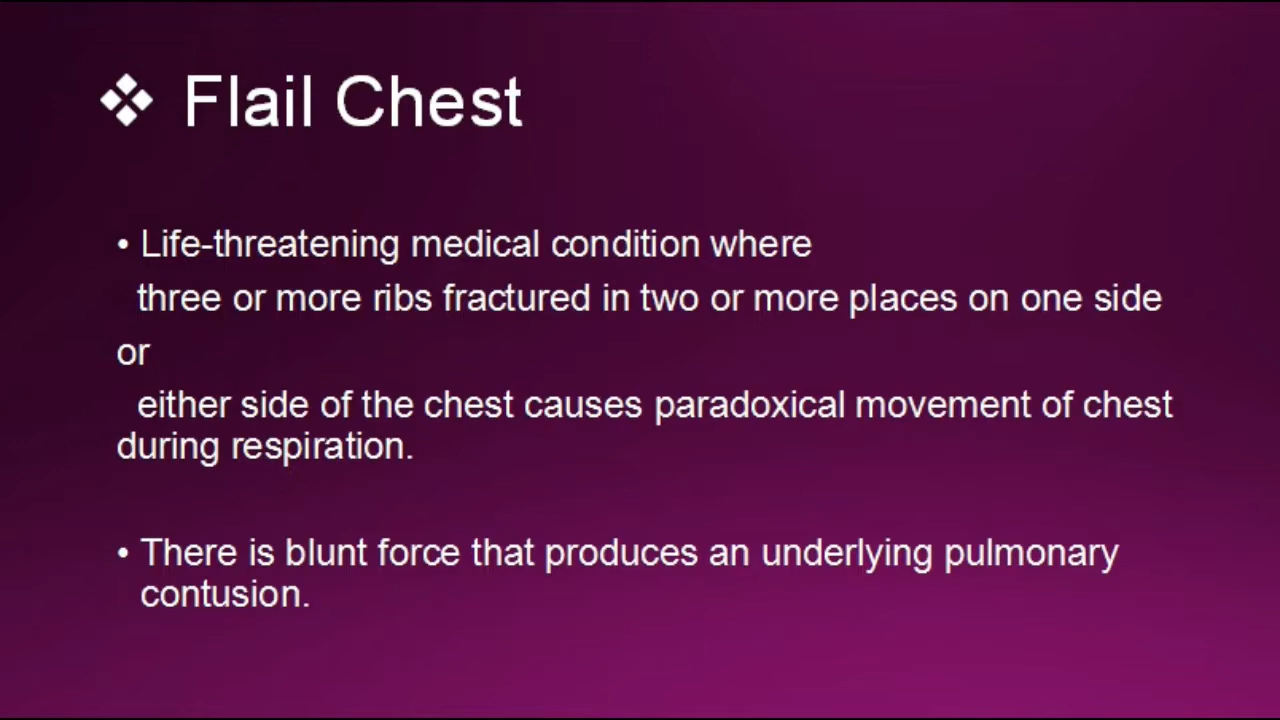 ❖ Flail Chest
• Life-threatening medical condition where
three or more ribs fractured in two or more places on one side
or
either side of the chest causes paradoxical movement of chest
during respiration.
• There is blunt force that produces an underlying pulmonary
contusion.